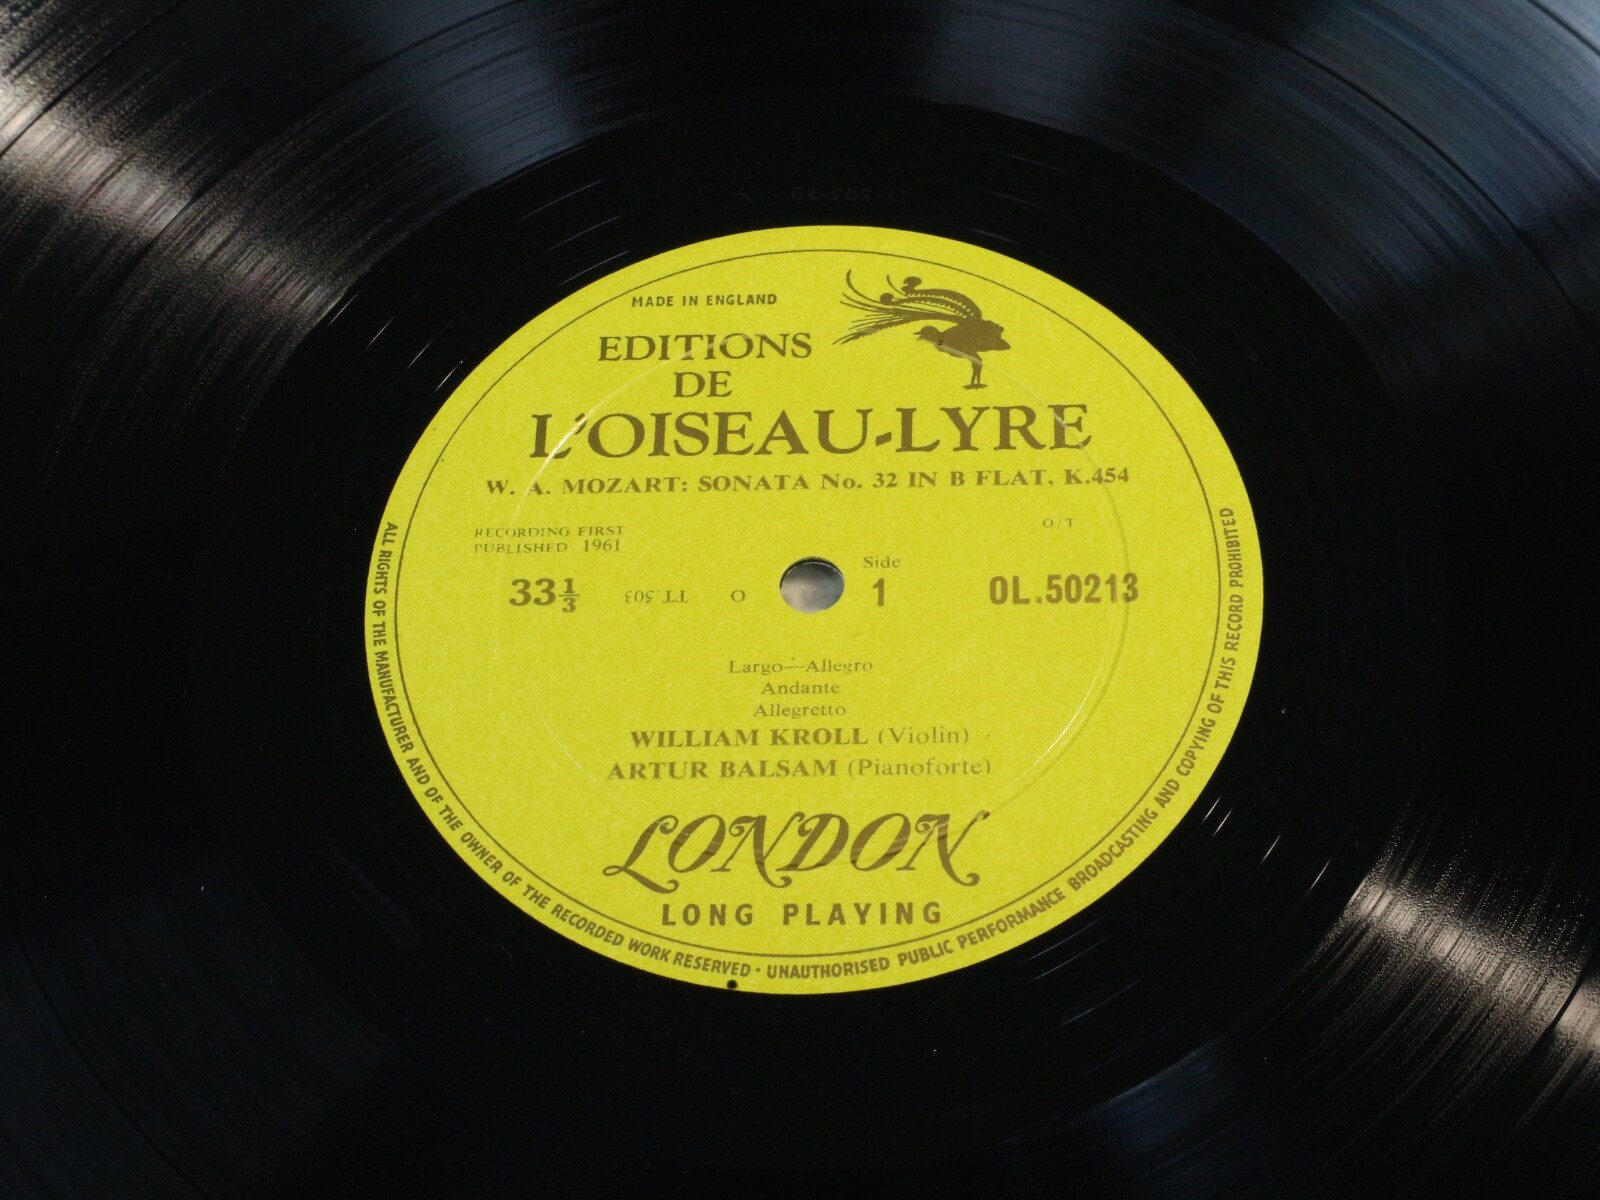 MADE IN ENGLAND
EDITIONS
DE
L'OISEAU-LYRE
W. A. MOZART: SONATA No. 32 IN B FLAT, K.454
RECORDING FIRST
PUBLISHED 1961
O/T
33⅓
TT.503
O
Side
1
OL.50213
Largo—Allegro
Andante
Allegretto
WILLIAM KROLL (Violin)
ARTUR BALSAM (Pianoforte)
LONDON
LONG PLAYING
ALL RIGHTS OF THE MANUFACTURER AND OF THE OWNER OF THE RECORDED WORK RESERVED · UNAUTHORISED PUBLIC PERFORMANCE BROADCASTING AND COPYING OF THIS RECORD PROHIBITED